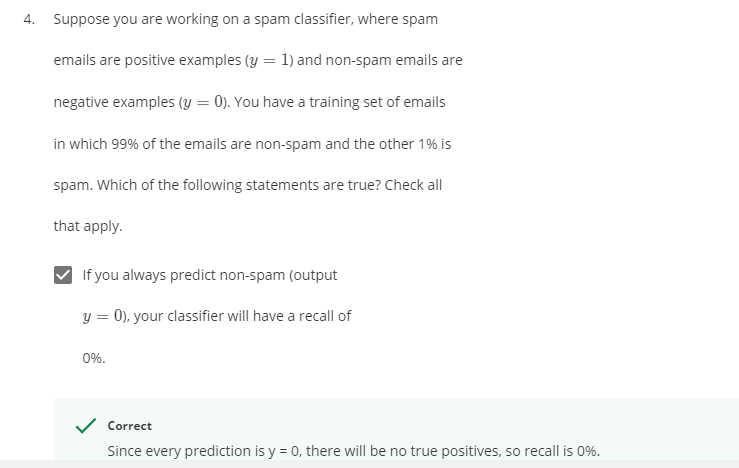 4. Suppose you are working on a spam classifier, where spam
emails are positive examples (y = 1) and non-spam emails are
negative examples (y = 0). You have a training set of emails
in which 99% of the emails are non-spam and the other 1% is
spam. Which of the following statements are true? Check all
that apply.
If you always predict non-spam (output
y = 0), your classifier will have a recall of
0%.
Correct
Since every prediction is y = 0, there will be no true positives, so recall is 0%.